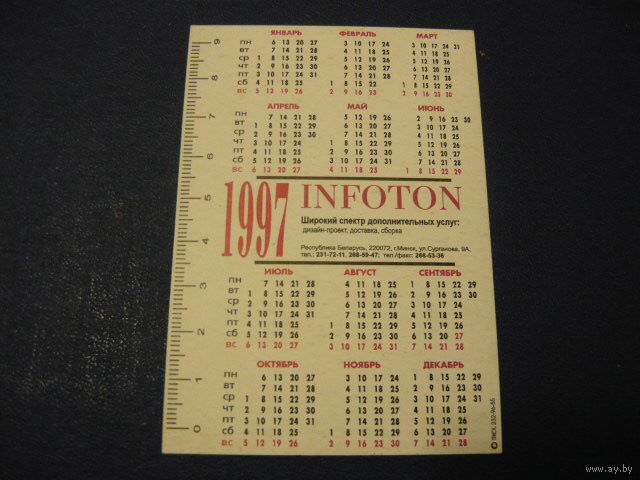 ЯНВАРЬ ФЕВРАЛЬ МАРТ
пн 6 13 20 27 3 10 17 24 3 10 17 24 31
вт 7 14 21 28 4 11 18 25 4 11 18 25
ср 1 8 15 22 29 5 12 19 26 5 12 19 26
чт 2 9 16 23 30 6 13 20 27 6 13 20 27
пт 3 10 17 24 31 7 14 21 28 7 14 21 28
сб 4 11 18 25 1 8 15 22 1 8 15 22 29
вс 5 12 19 26 2 9 16 23 2 9 16 23 30
АПРЕЛЬ МАЙ ИЮНЬ
пн 7 14 21 28 5 12 19 26 2 9 16 23 30
вт 1 8 15 22 29 6 13 20 27 3 10 17 24
ср 2 9 16 23 30 7 14 21 28 4 11 18 25
чт 3 10 17 24 1 8 15 22 29 5 12 19 26
пт 4 11 18 25 2 9 16 23 30 6 13 20 27
сб 5 12 19 26 3 10 17 24 31 7 14 21 28
вс 6 13 20 27 4 11 18 25 1 8 15 22 29
1997 INFOTON
Широкий спектр дополнительных услуг:
дизайн-проект, доставка, сборка
Республика Беларусь, 220072, г.Минск, ул.Сурганова, 9А,
тел.: 231-72-11, 268-59-47; тел./факс: 268-53-36
ИЮЛЬ АВГУСТ СЕНТЯБРЬ
пн 7 14 21 28 4 11 18 25 1 8 15 22 29
вт 1 8 15 22 29 5 12 19 26 2 9 16 23 30
ср 2 9 16 23 30 6 13 20 27 3 10 17 24
чт 3 10 17 24 31 7 14 21 28 4 11 18 25
пт 4 11 18 25 1 8 15 22 29 5 12 19 26
сб 5 12 19 26 2 9 16 23 30 6 13 20 27
вс 6 13 20 27 3 10 17 24 31 7 14 21 28
ОКТЯБРЬ НОЯБРЬ ДЕКАБРЬ
пн 6 13 20 27 3 10 17 24 1 8 15 22 29
вт 7 14 21 28 4 11 18 25 2 9 16 23 30
ср 1 8 15 22 29 5 12 19 26 3 10 17 24 31
чт 2 9 16 23 30 6 13 20 27 4 11 18 25
пт 3 10 17 24 31 7 14 21 28 5 12 19 26
сб 4 11 18 25 1 8 15 22 29 6 13 20 27
вс 5 12 19 26 2 9 16 23 30 7 14 21 28
0 1 2 3 4 5 6 7 8 9
232-96-55
www.ay.by